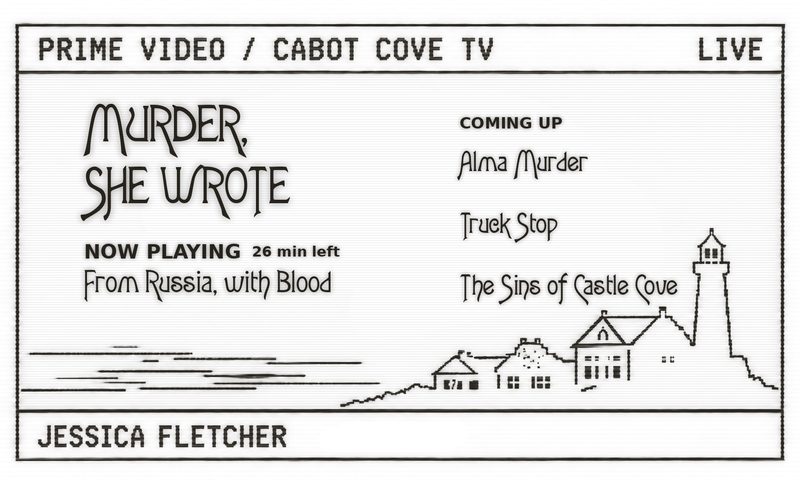 PRIME VIDEO / CABOT COVE TV LIVE
MURDER,
SHE WROTE
NOW PLAYING 26 min left
From Russia, with Blood
COMING UP
Alma Murder
Truck Stop
The Sins of Castle Cove
JESSICA FLETCHER